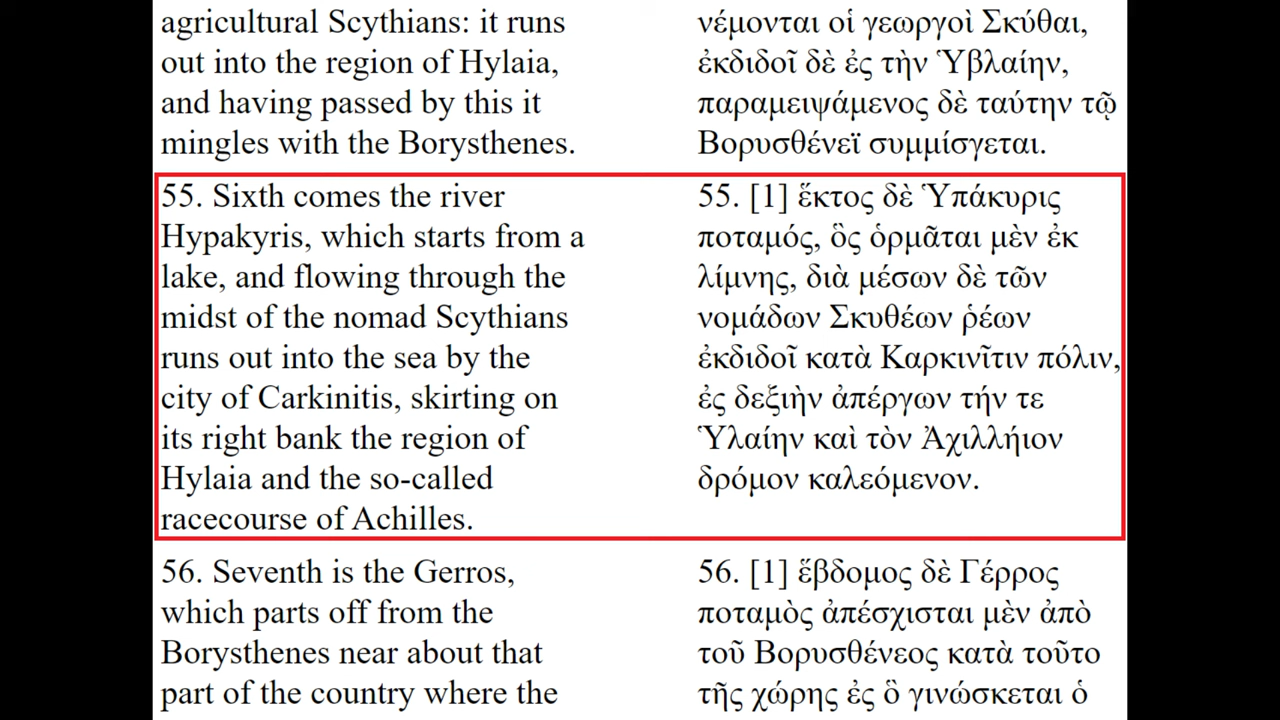 agricultural Scythians: it runs
out into the region of Hylaia,
and having passed by this it
mingles with the Borysthenes.
55. Sixth comes the river
Hypakyris, which starts from a
lake, and flowing through the
midst of the nomad Scythians
runs out into the sea by the
city of Carkinitis, skirting on
its right bank the region of
Hylaia and the so-called
racecourse of Achilles.
56. Seventh is the Gerros,
which parts off from the
Borysthenes near about that
part of the country where the
νέμονται οἱ γεωργοὶ Σκύθαι,
ἐκδιδοῖ δὲ ἐς τὴν Ὑβλαίην,
παραμειψάμενος δὲ ταύτην τῷ
Βορυσθένεϊ συμμίσγεται.
55. [1] ἕκτος δὲ Ὑπάκυρις
ποταμός, ὃς ὁρμᾶται μὲν ἐκ
λίμνης, διὰ μέσων δὲ τῶν
νομάδων Σκυθέων ῥέων
ἐκδιδοῖ κατὰ Καρκινῖτιν πόλιν,
ἐς δεξιὴν ἀπέργων τήν τε
Ὑλαίην καὶ τὸν Ἀχιλλήιον
δρόμον καλεόμενον.
56. [1] ἕβδομος δὲ Γέρρος
ποταμὸς ἀπέσχισται μὲν ἀπὸ
τοῦ Βορυσθένεος κατὰ τοῦτο
τῆς χώρης ἐς ὃ γινώσκεται ὁ